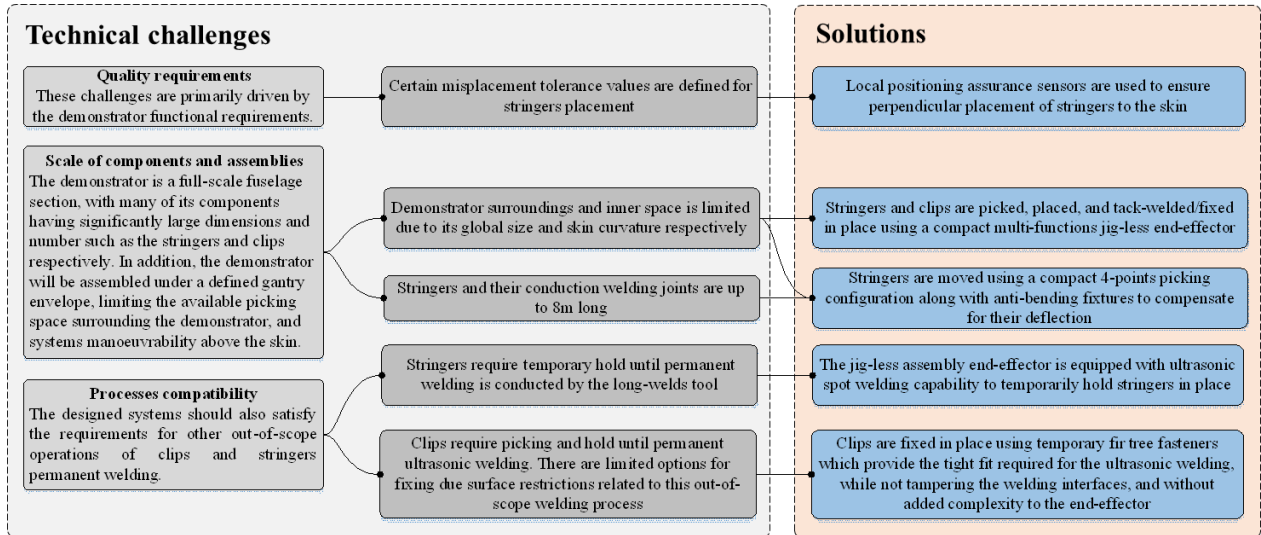 Technical challenges
Quality requirements
These challenges are primarily driven by
the demonstrator functional requirements.
Scale of components and assemblies
The demonstrator is a full-scale fuselage
section, with many of its components
having significantly large dimensions and
number such as the stringers and clips
respectively. In addition, the demonstrator
will be assembled under a defined gantry
envelope, limiting the available picking
space surrounding the demonstrator, and
systems manoeuvrability above the skin.
Processes compatibility
The designed systems should also satisfy
the requirements for other out-of-scope
operations of clips and stringers
permanent welding.
Certain misplacement tolerance values are defined for
stringers placement
Demonstrator surroundings and inner space is limited
due to its global size and skin curvature respectively
Stringers and their conduction welding joints are up
to 8m long
Stringers require temporary hold until permanent
welding is conducted by the long-welds tool
Clips require picking and hold until permanent
ultrasonic welding. There are limited options for
fixing due surface restrictions related to this out-of-
scope welding process
Solutions
Local positioning assurance sensors are used to ensure
perpendicular placement of stringers to the skin
Stringers and clips are picked, placed, and tack-welded/fixed
in place using a compact multi-functions jig-less end-effector
Stringers are moved using a compact 4-points picking
configuration along with anti-bending fixtures to compensate
for their deflection
The jig-less assembly end-effector is equipped with ultrasonic
spot welding capability to temporarily hold stringers in place
Clips are fixed in place using temporary fir tree fasteners
which provide the tight fit required for the ultrasonic welding,
while not tampering the welding interfaces, and without
added complexity to the end-effector